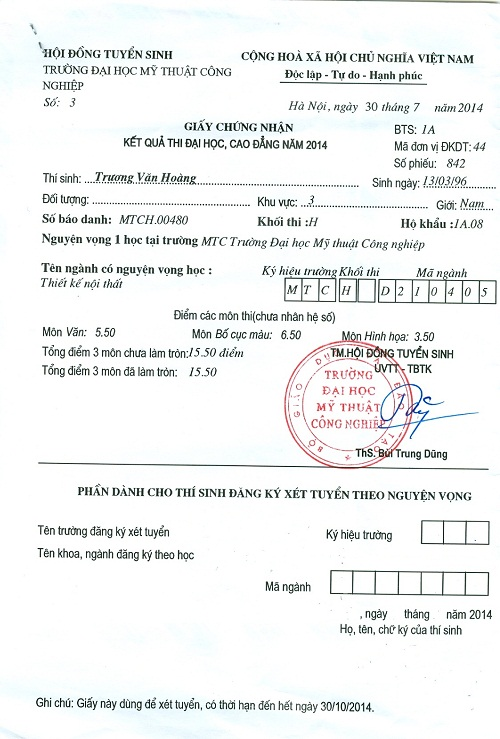 HỘI ĐỒNG TUYỂN SINH
TRƯỜNG ĐẠI HỌC MỸ THUẬT CÔNG
NGHIỆP
Số: 3
CỘNG HOÀ XÃ HỘI CHỦ NGHĨA VIỆT NAM
Độc lập - Tự do - Hạnh phúc
Hà Nội, ngày 30 tháng 7 năm 2014
GIẤY CHỨNG NHẬN
KẾT QUẢ THI ĐẠI HỌC, CAO ĐẲNG NĂM 2014
BTS: 1A
Mã đơn vị ĐKDT: 44
Số phiếu: 842
Thí sinh: Trương Văn Hoàng Sinh ngày: 13/03/96
Đối tượng: Khu vực: 3 Giới: Nam
Số báo danh: MTCH.00480 Khối thi : H Hộ khẩu : 1A.08
Nguyện vọng 1 học tại trường MTC Trường Đại học Mỹ thuật Công nghiệp
Tên ngành có nguyện vọng học : Ký hiệu trường Khối thi Mã ngành
Thiết kế nội thất M T C H D 2 1 0 4 0 5
Điểm các môn thi(chưa nhân hệ số)
Môn Văn: 5.50 Môn Bố cục màu: 6.50 Môn Hình họa: 3.50
Tổng điểm 3 môn chưa làm tròn: 15.50 điểm
Tổng điểm 3 môn đã làm tròn: 15.50
TM.HỘI ĐỒNG TUYỂN SINH
UVTT - TBTK
BỘ GIÁO DỤC VÀ ĐÀO TẠO
TRƯỜNG
ĐẠI HỌC
MỸ THUẬT
CÔNG NGHIỆP
ThS. Bùi Trung Dũng
PHẦN DÀNH CHO THÍ SINH ĐĂNG KÝ XÉT TUYỂN THEO NGUYỆN VỌNG
Tên trường đăng ký xét tuyển Ký hiệu trường
Tên khoa, ngành đăng ký theo học
Mã ngành
, ngày tháng năm 2014
Họ, tên, chữ ký của thí sinh
Ghi chú: Giấy này dùng để xét tuyển, có thời hạn đến hết ngày 30/10/2014.